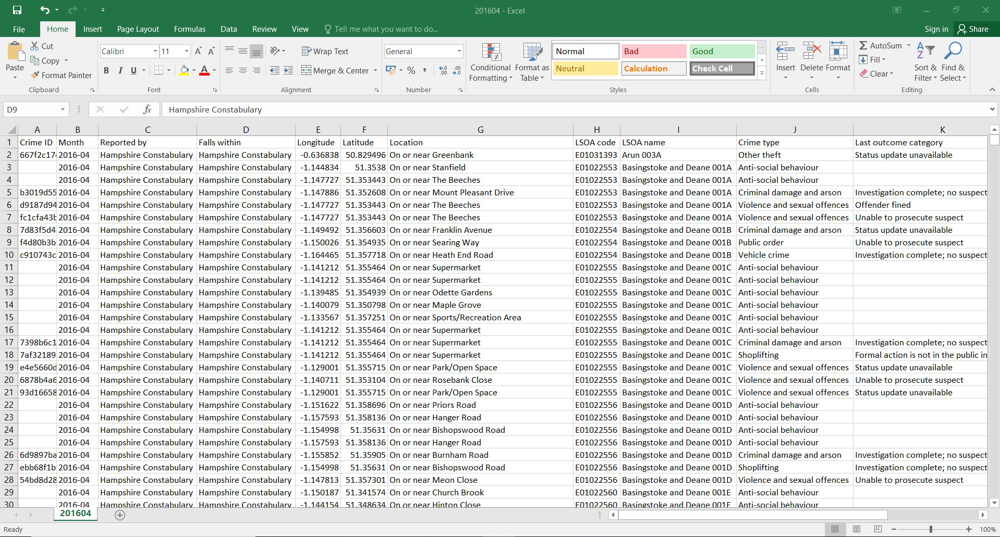 201604 - Excel
File Home Insert Page Layout Formulas Data Review View Tell me what you want to do... Sign in Share
Paste Cut Copy Format Painter Clipboard
Calibri 11 A A B I U A Font
Wrap Text Merge & Center Alignment
General % , .00 Number
Conditional Formatting Format as Table
Normal Bad Good
Neutral Calculation Check Cell
Styles
Insert Delete Format Cells
AutoSum Fill Clear Sort & Filter Find & Select Editing
D9 fx Hampshire Constabulary
A B C D E F G H I J K
1 Crime ID Month Reported by Falls within Longitude Latitude Location LSOA code LSOA name Crime type Last outcome category
2 667f2c17 2016-04 Hampshire Constabulary Hampshire Constabulary -0.636838 50.829496 On or near Greenbank E01031393 Arun 003A Other theft Status update unavailable
3 2016-04 Hampshire Constabulary Hampshire Constabulary -1.144834 51.3538 On or near Stanfield E01022553 Basingstoke and Deane 001A Anti-social behaviour
4 2016-04 Hampshire Constabulary Hampshire Constabulary -1.147727 51.353443 On or near The Beeches E01022553 Basingstoke and Deane 001A Anti-social behaviour
5 b3019d55 2016-04 Hampshire Constabulary Hampshire Constabulary -1.147886 51.352608 On or near Mount Pleasant Drive E01022553 Basingstoke and Deane 001A Criminal damage and arson Investigation complete; no suspect
6 d9187d94 2016-04 Hampshire Constabulary Hampshire Constabulary -1.147727 51.353443 On or near The Beeches E01022553 Basingstoke and Deane 001A Violence and sexual offences Offender fined
7 fc1cfa43b 2016-04 Hampshire Constabulary Hampshire Constabulary -1.147727 51.353443 On or near The Beeches E01022553 Basingstoke and Deane 001A Violence and sexual offences Unable to prosecute suspect
8 7d83f5d4 2016-04 Hampshire Constabulary Hampshire Constabulary -1.149492 51.356603 On or near Franklin Avenue E01022554 Basingstoke and Deane 001B Criminal damage and arson Status update unavailable
9 f4d80b3b 2016-04 Hampshire Constabulary Hampshire Constabulary -1.150026 51.354935 On or near Searing Way E01022554 Basingstoke and Deane 001B Public order Unable to prosecute suspect
10 c910743c 2016-04 Hampshire Constabulary Hampshire Constabulary -1.164465 51.357718 On or near Heath End Road E01022554 Basingstoke and Deane 001B Vehicle crime Investigation complete; no suspect
11 2016-04 Hampshire Constabulary Hampshire Constabulary -1.141212 51.355464 On or near Supermarket E01022555 Basingstoke and Deane 001C Anti-social behaviour
12 2016-04 Hampshire Constabulary Hampshire Constabulary -1.141212 51.355464 On or near Supermarket E01022555 Basingstoke and Deane 001C Anti-social behaviour
13 2016-04 Hampshire Constabulary Hampshire Constabulary -1.139485 51.354939 On or near Odette Gardens E01022555 Basingstoke and Deane 001C Anti-social behaviour
14 2016-04 Hampshire Constabulary Hampshire Constabulary -1.140079 51.350798 On or near Maple Grove E01022555 Basingstoke and Deane 001C Anti-social behaviour
15 2016-04 Hampshire Constabulary Hampshire Constabulary -1.133567 51.357251 On or near Sports/Recreation Area E01022555 Basingstoke and Deane 001C Anti-social behaviour
16 2016-04 Hampshire Constabulary Hampshire Constabulary -1.141212 51.355464 On or near Supermarket E01022555 Basingstoke and Deane 001C Anti-social behaviour
17 7398b6c1 2016-04 Hampshire Constabulary Hampshire Constabulary -1.141212 51.355464 On or near Supermarket E01022555 Basingstoke and Deane 001C Criminal damage and arson Investigation complete; no suspect
18 7af32189 2016-04 Hampshire Constabulary Hampshire Constabulary -1.141212 51.355464 On or near Supermarket E01022555 Basingstoke and Deane 001C Shoplifting Formal action is not in the public in
19 e4e5660d 2016-04 Hampshire Constabulary Hampshire Constabulary -1.129001 51.355715 On or near Park/Open Space E01022555 Basingstoke and Deane 001C Violence and sexual offences Status update unavailable
20 6878b4a6 2016-04 Hampshire Constabulary Hampshire Constabulary -1.140711 51.353104 On or near Rosebank Close E01022555 Basingstoke and Deane 001C Violence and sexual offences Unable to prosecute suspect
21 93d16658 2016-04 Hampshire Constabulary Hampshire Constabulary -1.129001 51.355715 On or near Park/Open Space E01022555 Basingstoke and Deane 001C Violence and sexual offences Status update unavailable
22 2016-04 Hampshire Constabulary Hampshire Constabulary -1.151622 51.358696 On or near Priors Road E01022556 Basingstoke and Deane 001D Anti-social behaviour
23 2016-04 Hampshire Constabulary Hampshire Constabulary -1.157593 51.358136 On or near Hanger Road E01022556 Basingstoke and Deane 001D Anti-social behaviour
24 2016-04 Hampshire Constabulary Hampshire Constabulary -1.154998 51.35631 On or near Bishopswood Road E01022556 Basingstoke and Deane 001D Anti-social behaviour
25 2016-04 Hampshire Constabulary Hampshire Constabulary -1.157593 51.358136 On or near Hanger Road E01022556 Basingstoke and Deane 001D Anti-social behaviour
26 6d9897ba 2016-04 Hampshire Constabulary Hampshire Constabulary -1.155852 51.35905 On or near Burnham Road E01022556 Basingstoke and Deane 001D Criminal damage and arson Investigation complete; no suspect
27 ebb68f1b 2016-04 Hampshire Constabulary Hampshire Constabulary -1.154998 51.35631 On or near Bishopswood Road E01022556 Basingstoke and Deane 001D Shoplifting Investigation complete; no suspect
28 54bd8d28 2016-04 Hampshire Constabulary Hampshire Constabulary -1.147813 51.357301 On or near Meon Close E01022556 Basingstoke and Deane 001D Violence and sexual offences Unable to prosecute suspect
29 2016-04 Hampshire Constabulary Hampshire Constabulary -1.150187 51.341574 On or near Church Brook E01022560 Basingstoke and Deane 001E Anti-social behaviour
30 2016-04 Hampshire Constabulary Hampshire Constabulary -1.144154 51.348634 On or near Hinton Close E01022560 Basingstoke and Deane 001E Anti-social behaviour
201604
Ready 100%